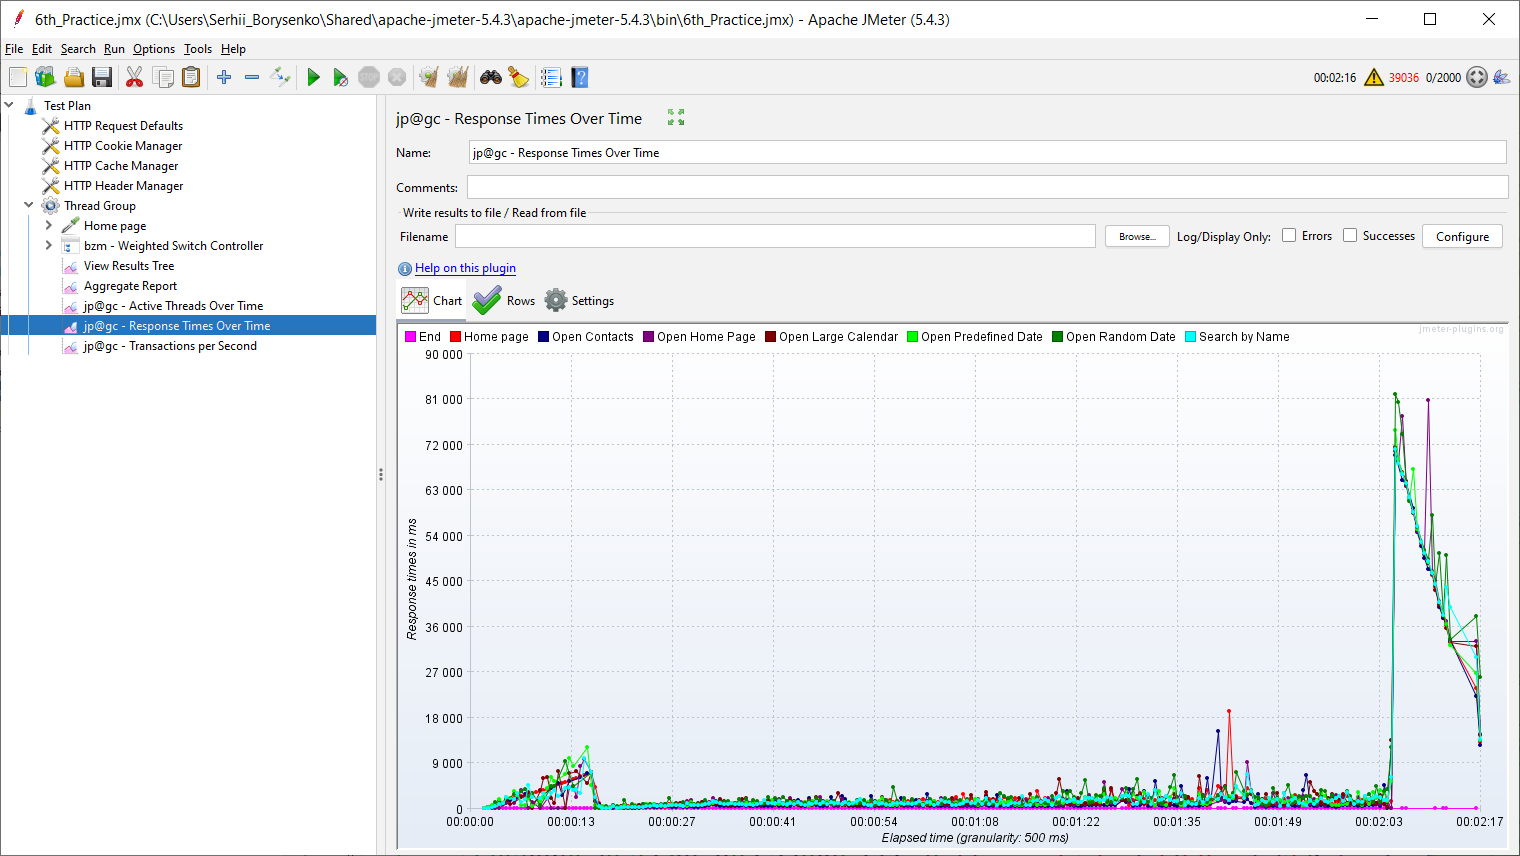 6th_Practice.jmx (C:\Users\Serhii_Borysenko\Shared\apache-jmeter-5.4.3\apache-jmeter-5.4.3\bin\6th_Practice.jmx) - Apache JMeter (5.4.3)
File Edit Search Run Options Tools Help
STOP 00:02:16 39036 0/2000
Test Plan
HTTP Request Defaults
HTTP Cookie Manager
HTTP Cache Manager
HTTP Header Manager
Thread Group
Home page
bzm - Weighted Switch Controller
View Results Tree
Aggregate Report
jp@gc - Active Threads Over Time
jp@gc - Response Times Over Time
jp@gc - Transactions per Second
jp@gc - Response Times Over Time
Name: jp@gc - Response Times Over Time
Comments:
Write results to file / Read from file
Filename Browse... Log/Display Only: Errors Successes Configure
Help on this plugin
Chart Rows Settings
jmeter-plugins.org
End Home page Open Contacts Open Home Page Open Large Calendar Open Predefined Date Open Random Date Search by Name
90 000
81 000
72 000
63 000
54 000
45 000
36 000
27 000
18 000
9 000
0
Response times in ms
00:00:00 00:00:13 00:00:27 00:00:41 00:00:54 00:01:08 00:01:22 00:01:35 00:01:49 00:02:03 00:02:17
Elapsed time (granularity: 500 ms)